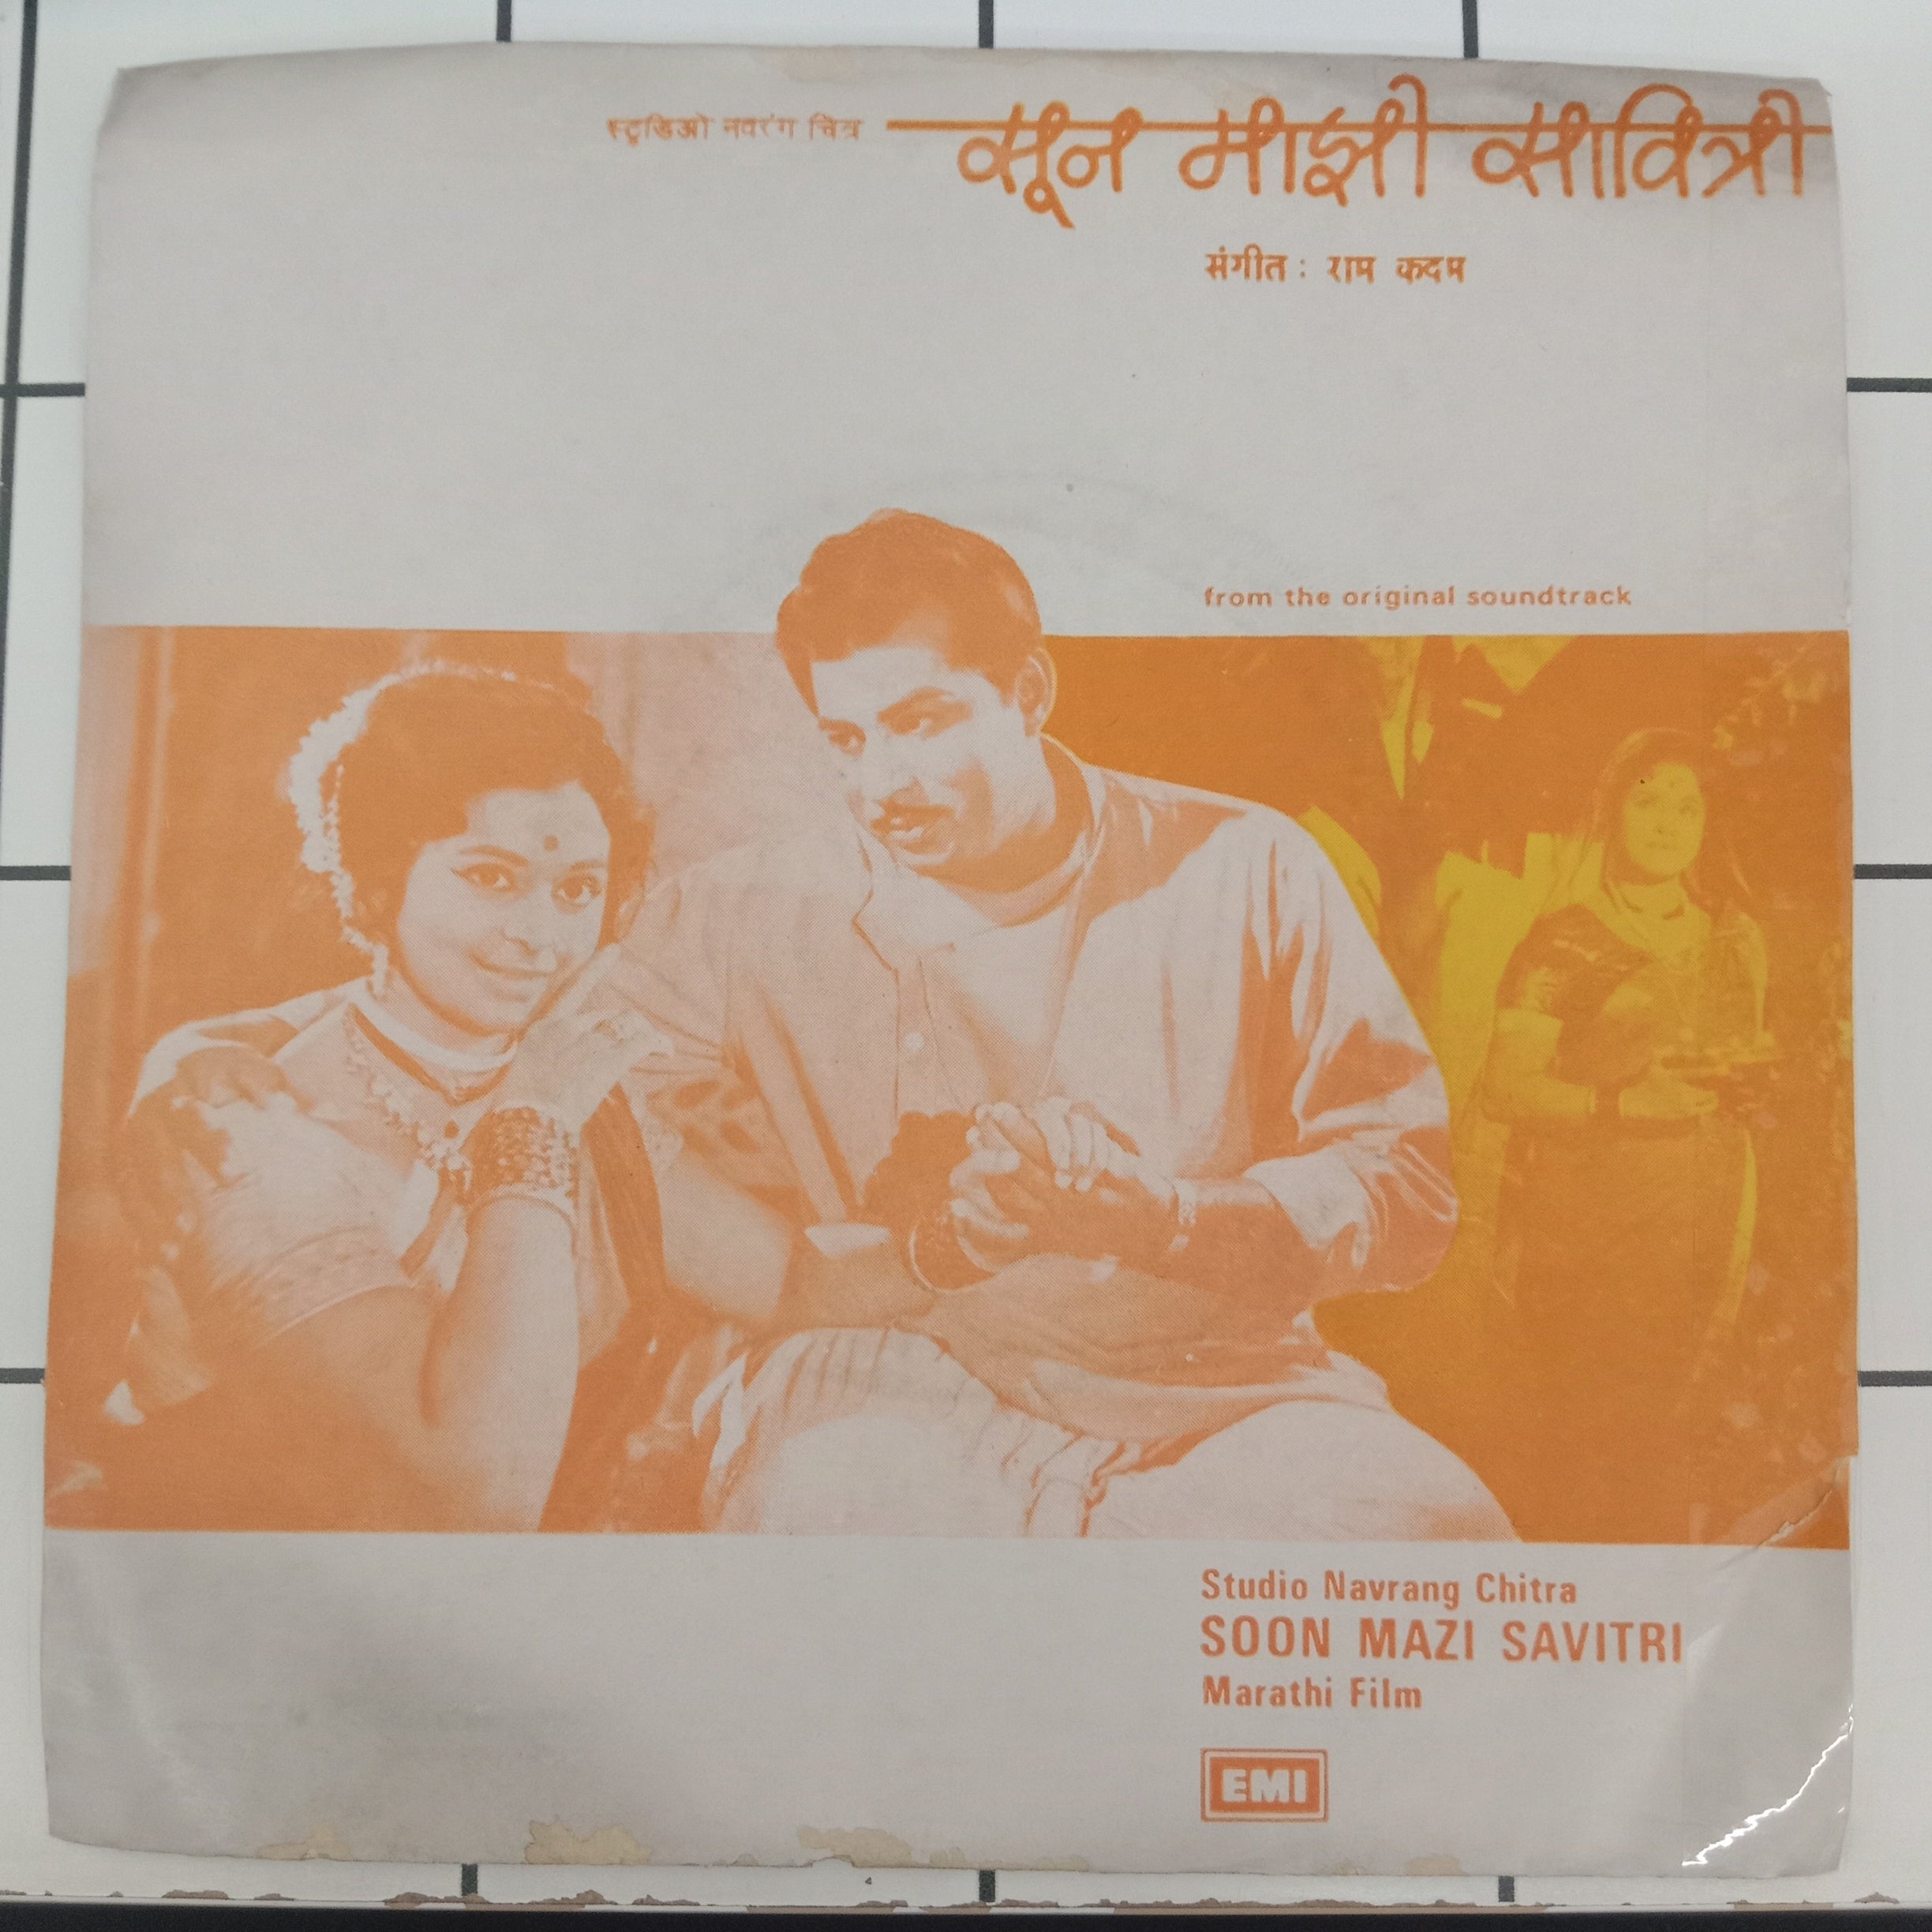 स्टुडिओ नवरंग चित्र
सून माझी सावित्री
संगीत : राम कदम
from the original soundtrack
Studio Navrang Chitra
SOON MAZI SAVITRI
Marathi Film
EMI